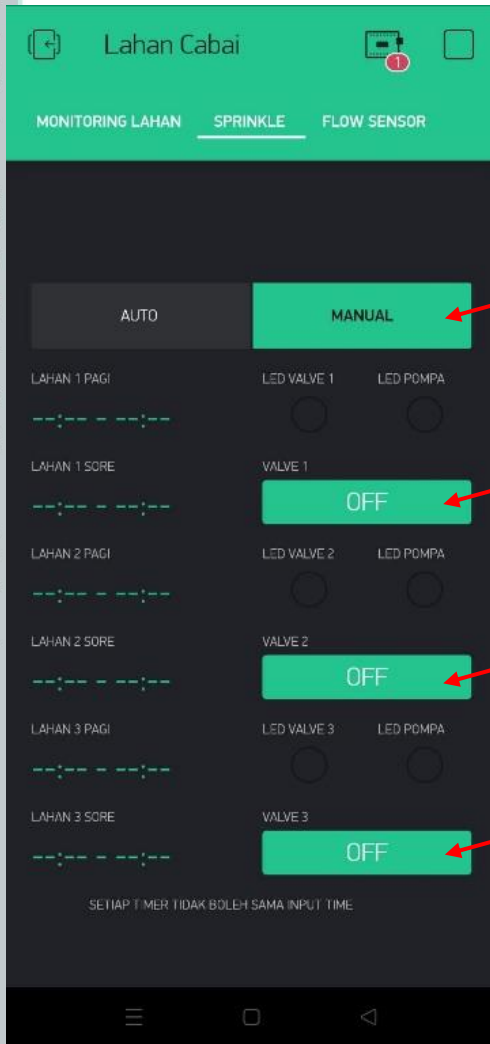 Lahan Cabai
1
MONITORING LAHAN SPRINKLE FLOW SENSOR
AUTO MANUAL
LAHAN 1 PAGI LED VALVE 1 LED POMPA
--:-- - --:--
LAHAN 1 SORE VALVE 1
--:-- - --:-- OFF
LAHAN 2 PAGI LED VALVE 2 LED POMPA
--:-- - --:--
LAHAN 2 SORE VALVE 2
--:-- - --:-- OFF
LAHAN 3 PAGI LED VALVE 3 LED POMPA
--:-- - --:--
LAHAN 3 SORE VALVE 3
--:-- - --:-- OFF
SETIAP TIMER TIDAK BOLEH SAMA INPUT TIME